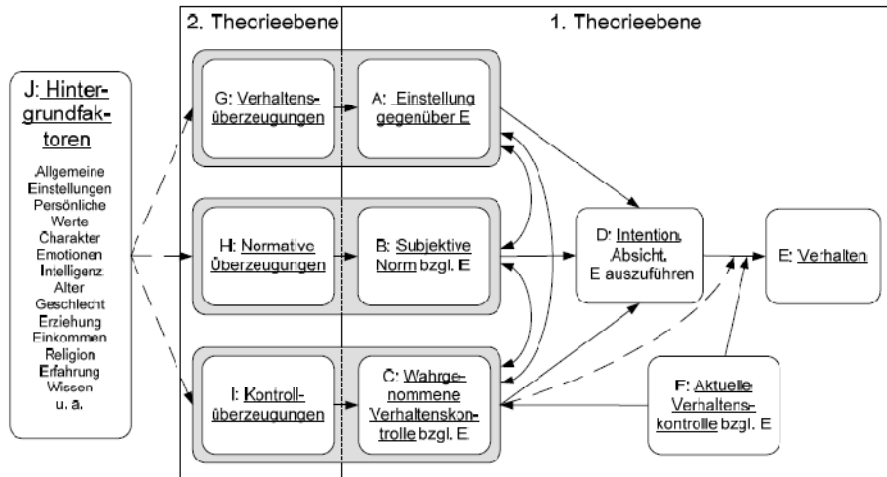 2. Thecrieebene
1. Thecrieebene
J: Hinter-
grundfak-
toren
Allgemeine
Einstellungen
Persönliche
Werte
Charakter
Emotionen
Intelligenz
Alter
Geschlecht
Erziehung
Einkommen
Religion
Erfahrung
Wissen
u. ä.
G: Verhaltens-
überzeugungen
A: Einstellung
gegenüber E
H: Normative
Überzeugungen
B: Subjektive
Norm bzgl. E
I: Kontroll-
überzeugungen
C: Wahrge-
nommene
Verhaltenskon-
trolle bzgl. E.
D: Intention,
Absicht,
E auszuführen
E: Verhalten
F: Aktuelle
Verhaltens-
kontrolle bzgl. E